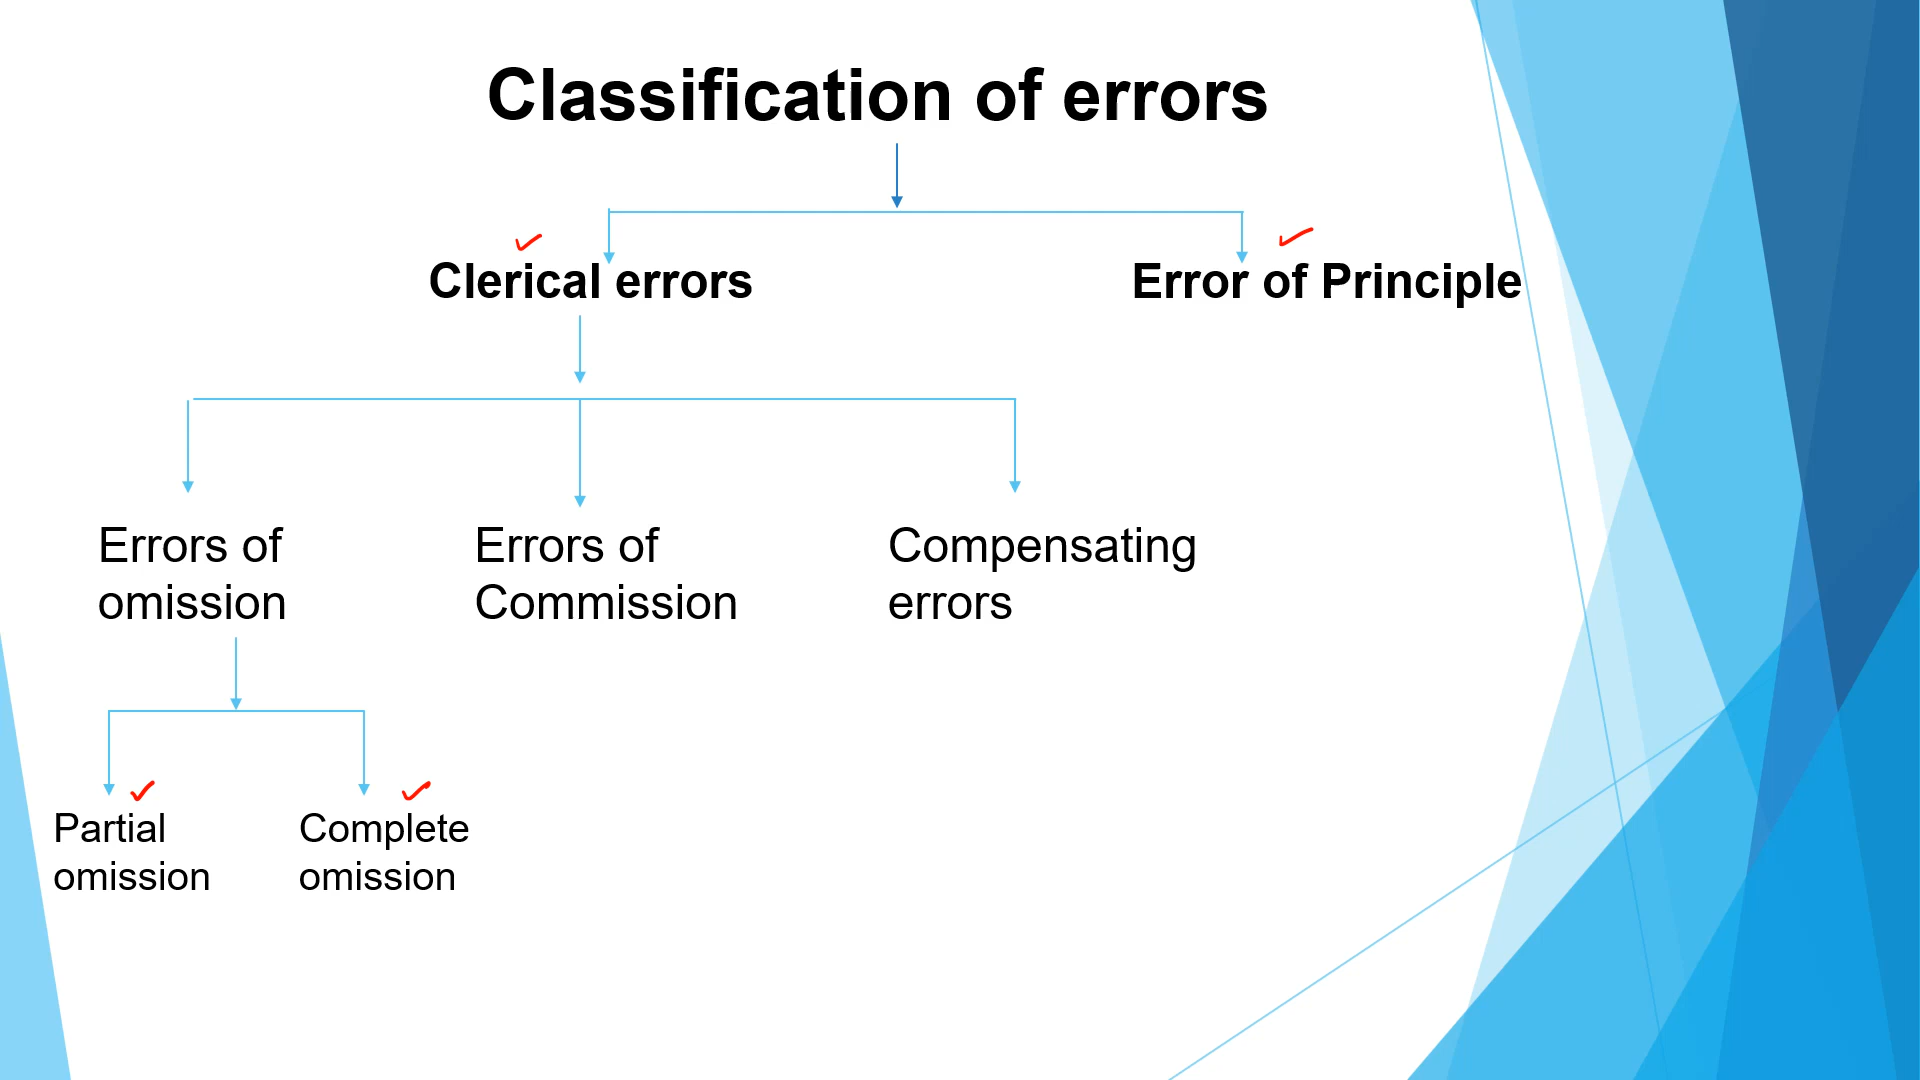 Classification of errors
Clerical errors
Error of Principle
Errors of
omission
Errors of
Commission
Compensating
errors
Partial
omission
Complete
omission